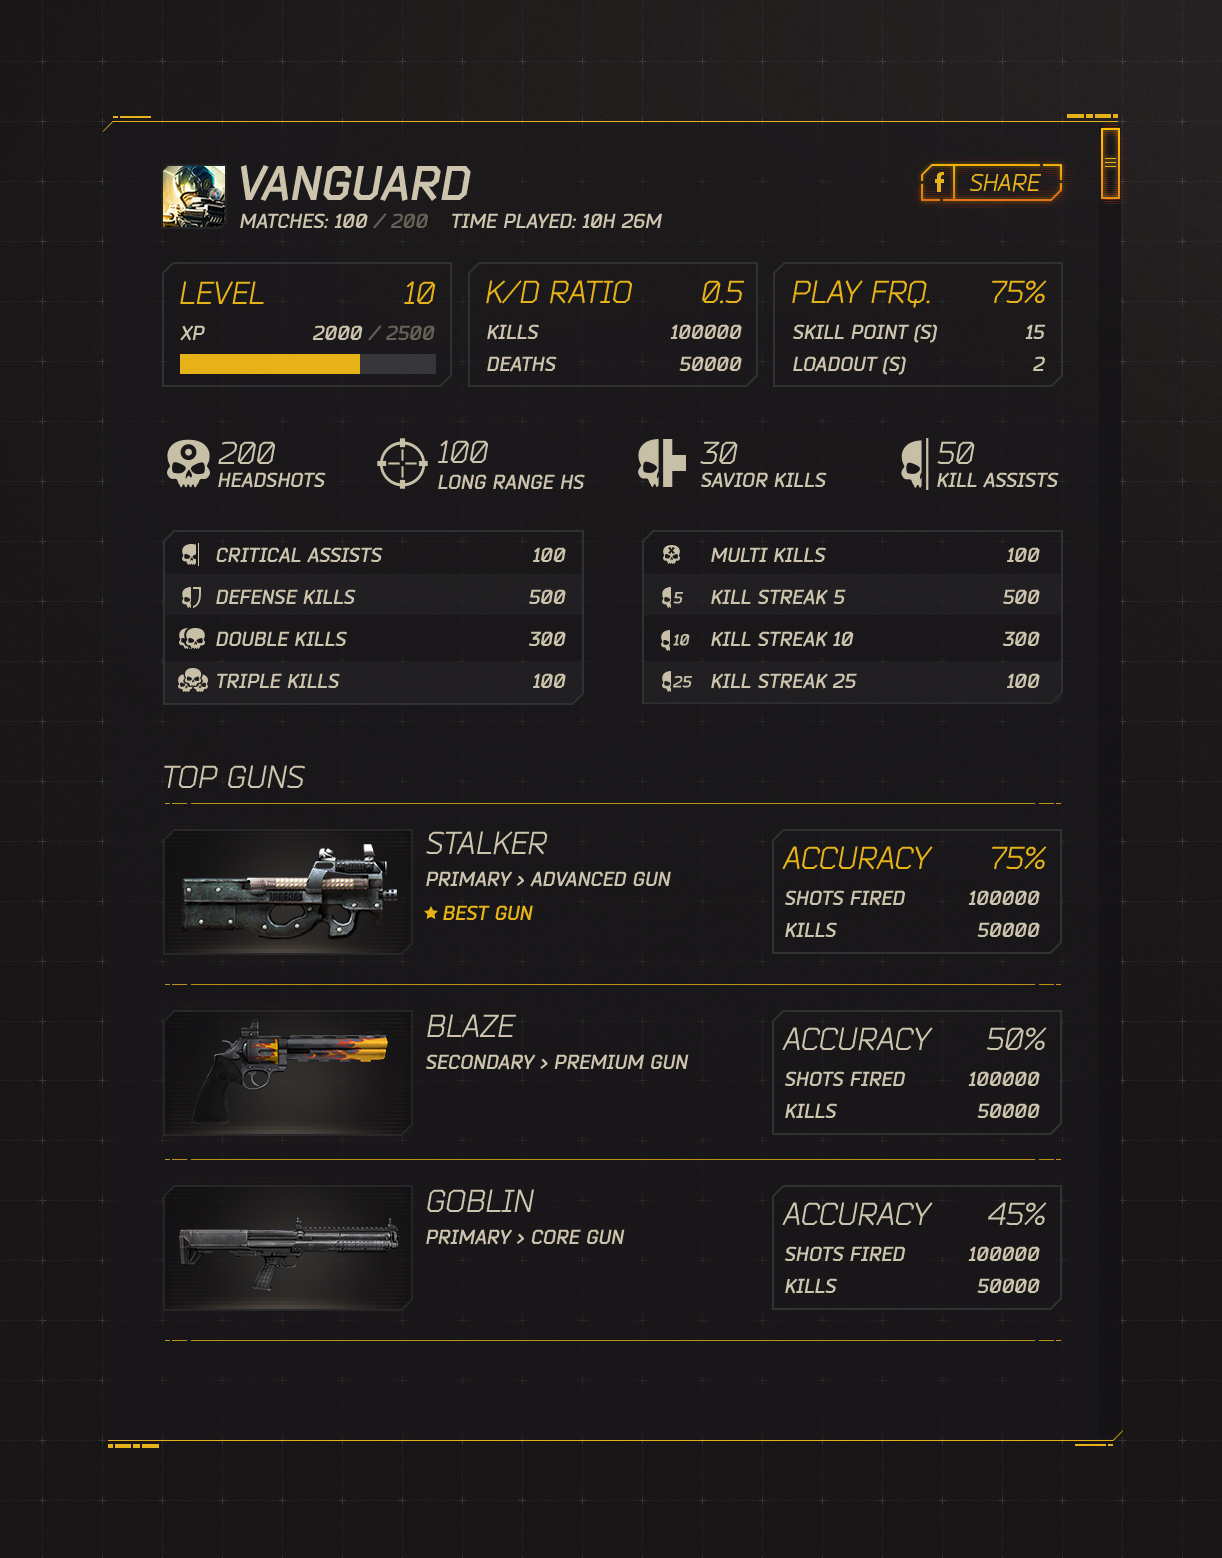 VANGUARD
MATCHES: 100 / 200 TIME PLAYED: 10H 26M
f SHARE
LEVEL 10
XP 2000 / 2500
K/D RATIO 0.5
KILLS 100000
DEATHS 50000
PLAY FRQ. 75%
SKILL POINT (S) 15
LOADOUT (S) 2
200
HEADSHOTS
100
LONG RANGE HS
30
SAVIOR KILLS
50
KILL ASSISTS
CRITICAL ASSISTS 100
DEFENSE KILLS 500
DOUBLE KILLS 300
TRIPLE KILLS 100
MULTI KILLS 100
5 KILL STREAK 5 500
10 KILL STREAK 10 300
25 KILL STREAK 25 100
TOP GUNS
STALKER
PRIMARY > ADVANCED GUN
BEST GUN
ACCURACY 75%
SHOTS FIRED 100000
KILLS 50000
BLAZE
SECONDARY > PREMIUM GUN
ACCURACY 50%
SHOTS FIRED 100000
KILLS 50000
GOBLIN
PRIMARY > CORE GUN
ACCURACY 45%
SHOTS FIRED 100000
KILLS 50000